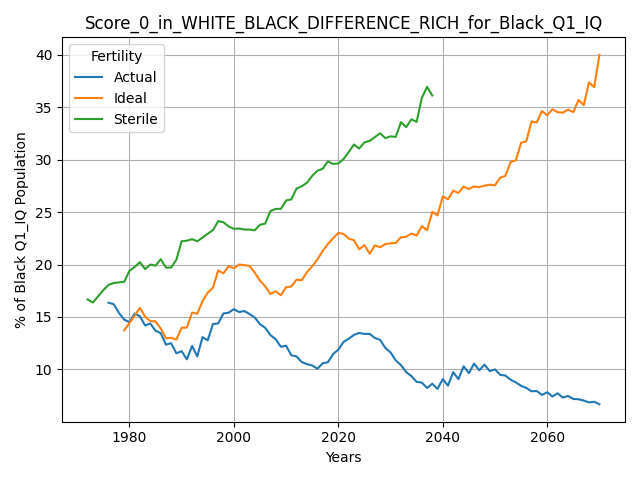 Score_0_in_WHITE_BLACK_DIFFERENCE_RICH_for_Black_Q1_IQ
Fertility
Actual
Ideal
Sterile
% of Black Q1_IQ Population
40
35
30
25
20
15
10
1980
2000
2020
2040
2060
Years